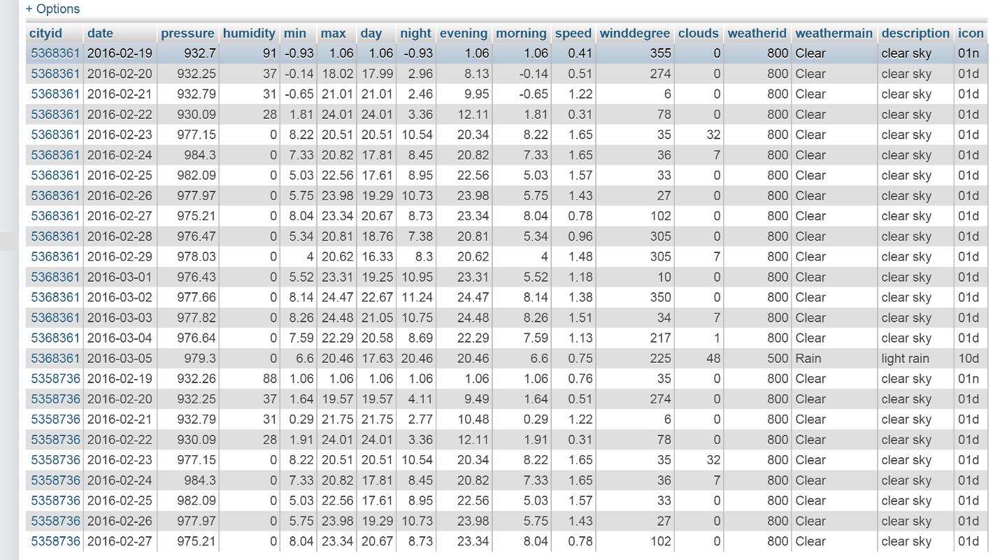 + Options
cityid date pressure humidity min max day night evening morning speed winddegree clouds weatherid weathermain description icon
5368361 2016-02-19 932.7 91 -0.93 1.06 1.06 -0.93 1.06 1.06 0.41 355 0 800 Clear clear sky 01n
5368361 2016-02-20 932.25 37 -0.14 18.02 17.99 2.96 8.13 -0.14 0.51 274 0 800 Clear clear sky 01d
5368361 2016-02-21 932.79 31 -0.65 21.01 21.01 2.46 9.95 -0.65 1.22 6 0 800 Clear clear sky 01d
5368361 2016-02-22 930.09 28 1.81 24.01 24.01 3.36 12.11 1.81 0.31 78 0 800 Clear clear sky 01d
5368361 2016-02-23 977.15 0 8.22 20.51 20.51 10.54 20.34 8.22 1.65 35 32 800 Clear clear sky 01d
5368361 2016-02-24 984.3 0 7.33 20.82 17.81 8.45 20.82 7.33 1.65 36 7 800 Clear clear sky 01d
5368361 2016-02-25 982.09 0 5.03 22.56 17.61 8.95 22.56 5.03 1.57 33 0 800 Clear clear sky 01d
5368361 2016-02-26 977.97 0 5.75 23.98 19.29 10.73 23.98 5.75 1.43 27 0 800 Clear clear sky 01d
5368361 2016-02-27 975.21 0 8.04 23.34 20.67 8.73 23.34 8.04 0.78 102 0 800 Clear clear sky 01d
5368361 2016-02-28 976.47 0 5.34 20.81 18.76 7.38 20.81 5.34 0.96 305 0 800 Clear clear sky 01d
5368361 2016-02-29 978.03 0 4 20.62 16.33 8.3 20.62 4 1.48 305 7 800 Clear clear sky 01d
5368361 2016-03-01 976.43 0 5.52 23.31 19.25 10.95 23.31 5.52 1.18 10 0 800 Clear clear sky 01d
5368361 2016-03-02 977.66 0 8.14 24.47 22.67 11.24 24.47 8.14 1.38 350 0 800 Clear clear sky 01d
5368361 2016-03-03 977.82 0 8.26 24.48 21.05 10.75 24.48 8.26 1.51 34 7 800 Clear clear sky 01d
5368361 2016-03-04 976.64 0 7.59 22.29 20.58 8.69 22.29 7.59 1.13 217 1 800 Clear clear sky 01d
5368361 2016-03-05 979.3 0 6.6 20.46 17.63 20.46 20.46 6.6 0.75 225 48 500 Rain light rain 10d
5358736 2016-02-19 932.26 88 1.06 1.06 1.06 1.06 1.06 1.06 0.76 35 0 800 Clear clear sky 01n
5358736 2016-02-20 932.25 37 1.64 19.57 19.57 4.11 9.49 1.64 0.51 274 0 800 Clear clear sky 01d
5358736 2016-02-21 932.79 31 0.29 21.75 21.75 2.77 10.48 0.29 1.22 6 0 800 Clear clear sky 01d
5358736 2016-02-22 930.09 28 1.91 24.01 24.01 3.36 12.11 1.91 0.31 78 0 800 Clear clear sky 01d
5358736 2016-02-23 977.15 0 8.22 20.51 20.51 10.54 20.34 8.22 1.65 35 32 800 Clear clear sky 01d
5358736 2016-02-24 984.3 0 7.33 20.82 17.81 8.45 20.82 7.33 1.65 36 7 800 Clear clear sky 01d
5358736 2016-02-25 982.09 0 5.03 22.56 17.61 8.95 22.56 5.03 1.57 33 0 800 Clear clear sky 01d
5358736 2016-02-26 977.97 0 5.75 23.98 19.29 10.73 23.98 5.75 1.43 27 0 800 Clear clear sky 01d
5358736 2016-02-27 975.21 0 8.04 23.34 20.67 8.73 23.34 8.04 0.78 102 0 800 Clear clear sky 01d